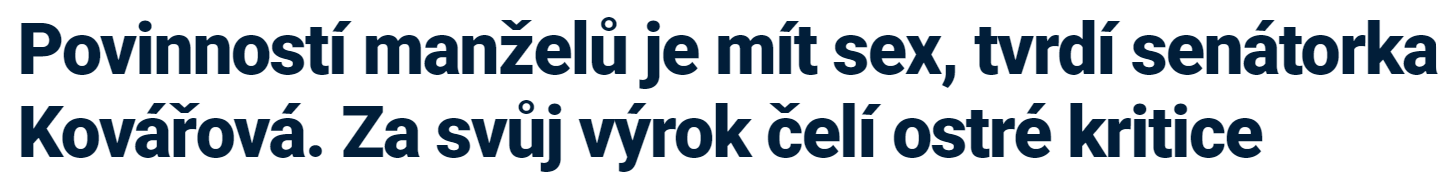 Povinností manželů je mít sex, tvrdí senátorka
Kovářová. Za svůj výrok čelí ostré kritice